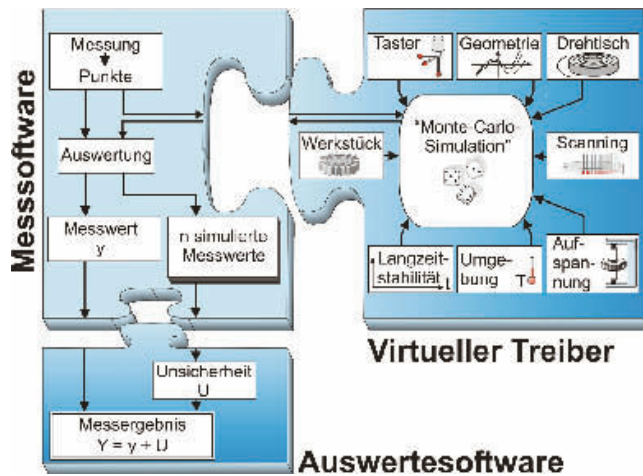 Messsoftware
Messung
Punkte
Auswertung
Messwert
y
n simulierte
Messwerte
Taster
Geometrie
Drehtisch
Werkstück
"Monte-Carlo-
Simulation"
Scanning
Langzeit-
stabilität
t
Umge-
bung
T
Auf-
span-
nung
Virtueller Treiber
Unsicherheit
U
Messergebnis
Y = y + U
Auswertesoftware